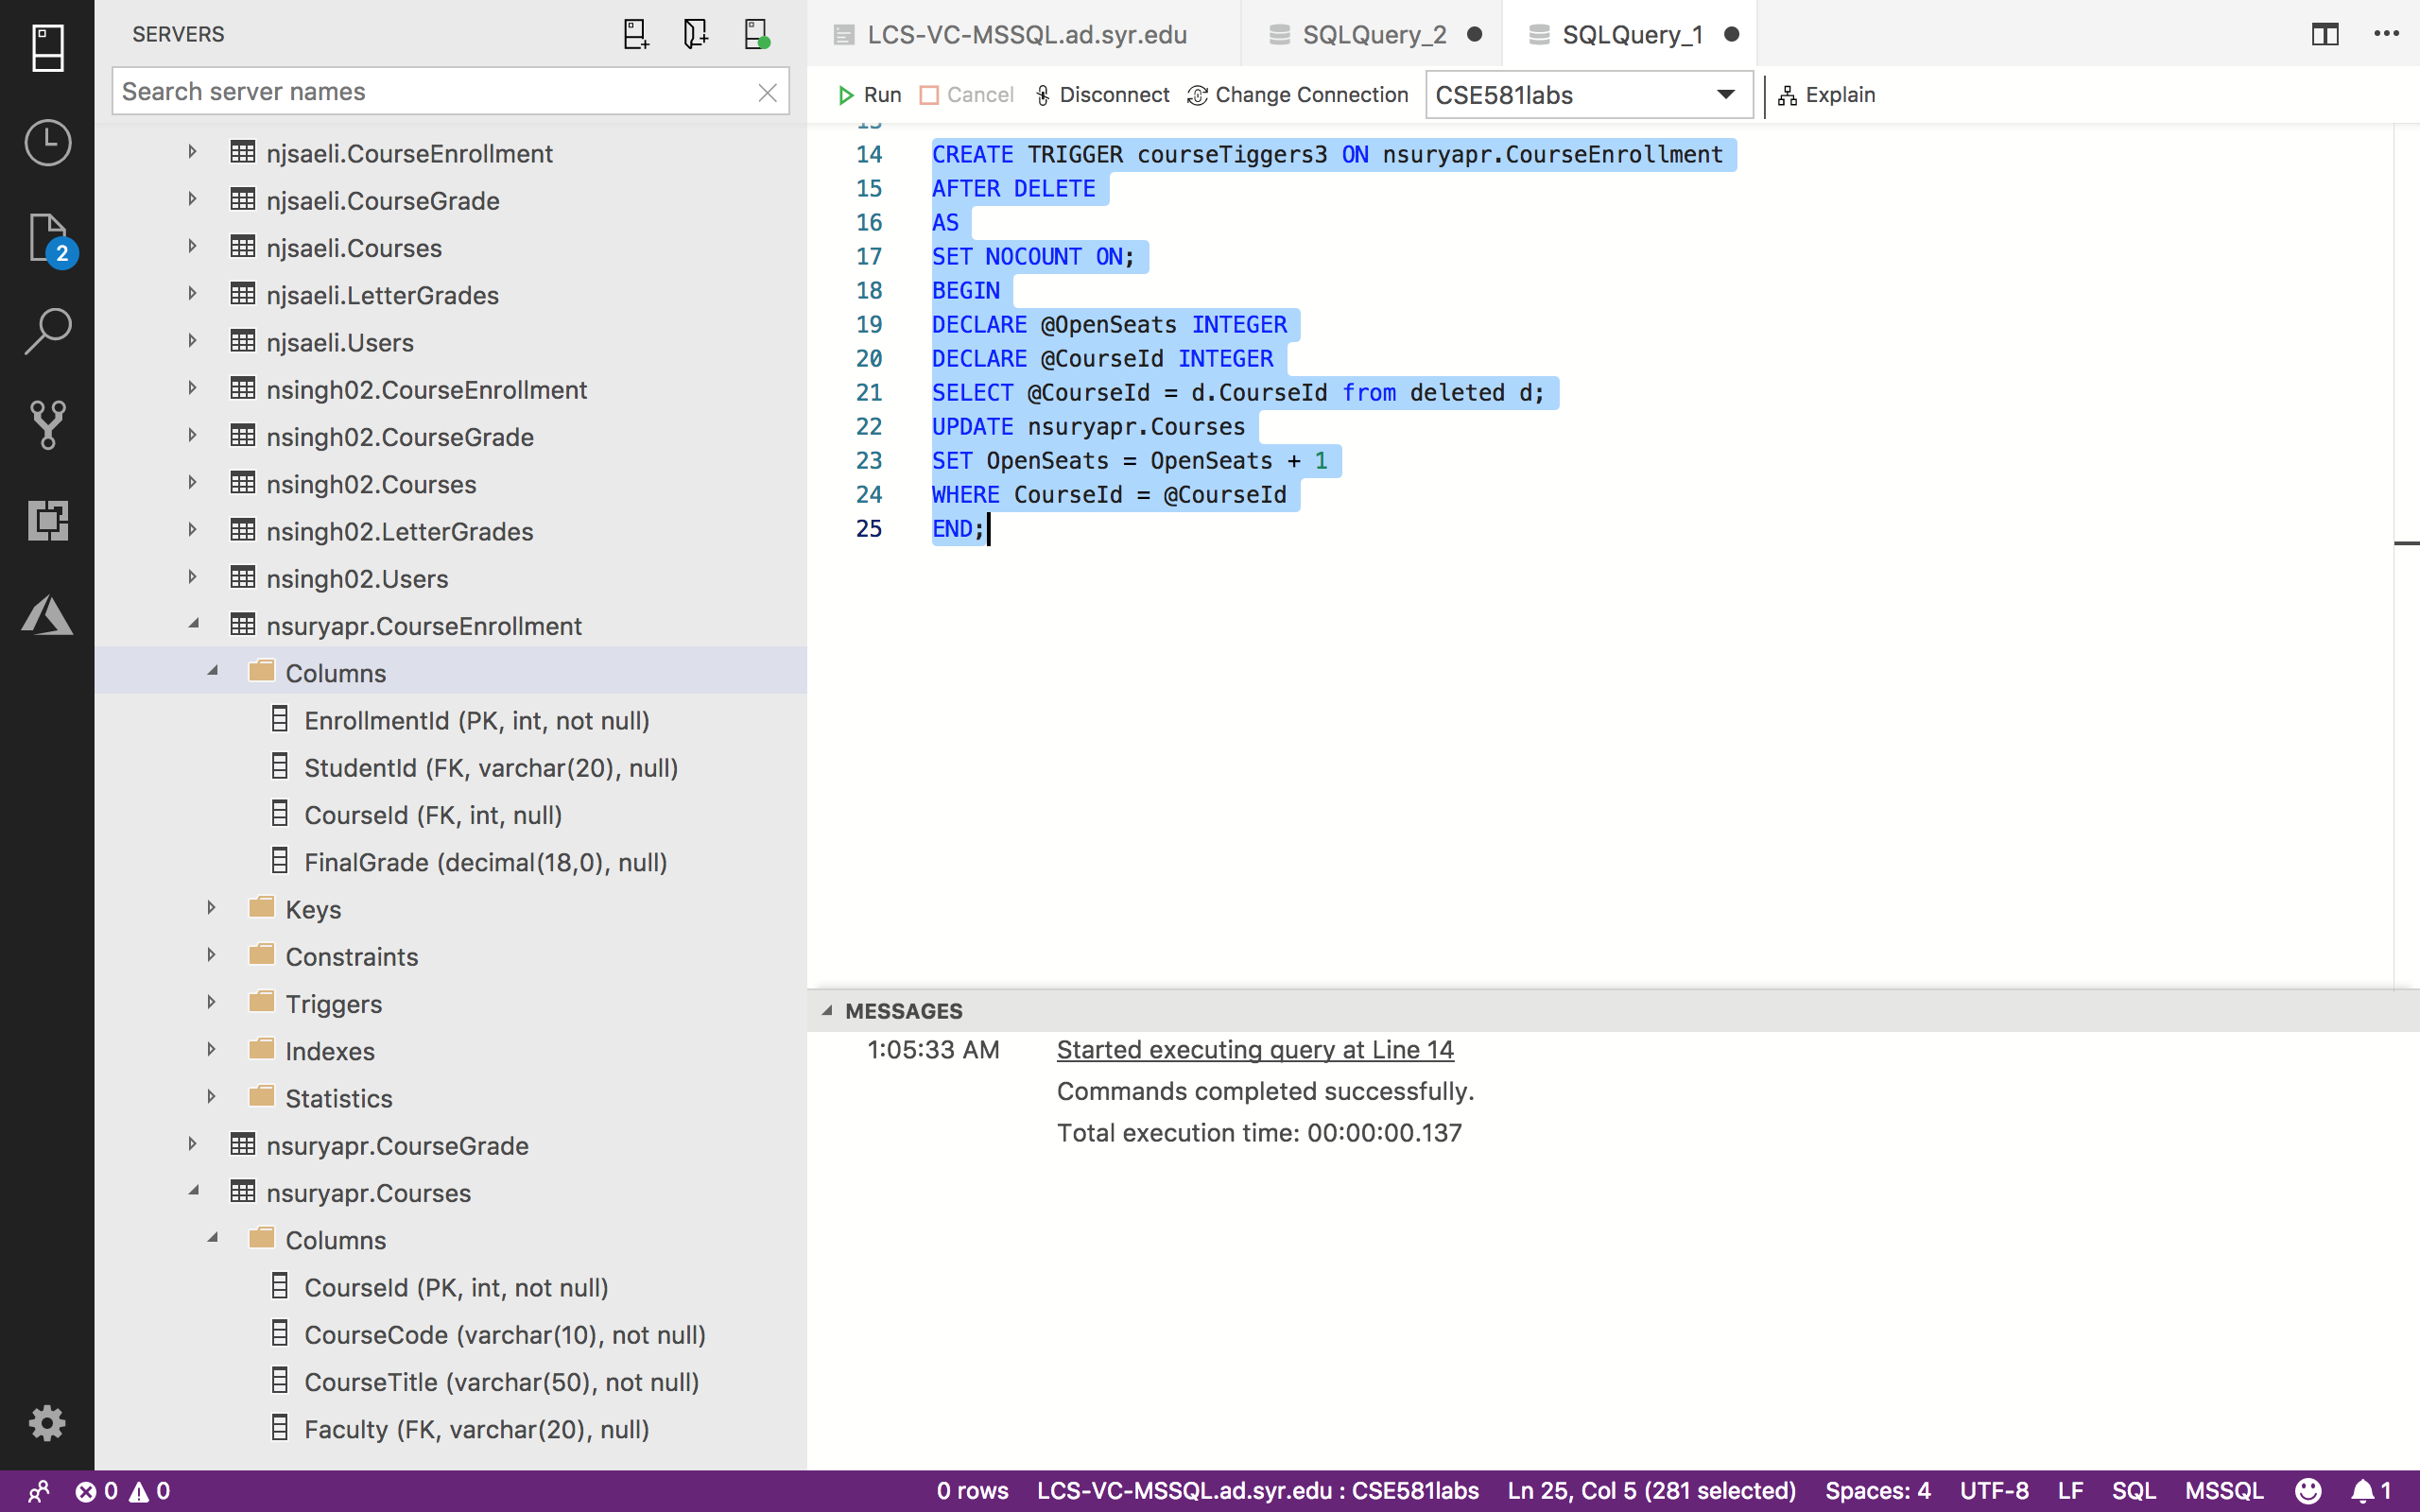 SERVERS
Search server names
njsaeli.CourseEnrollment
njsaeli.CourseGrade
njsaeli.Courses
njsaeli.LetterGrades
njsaeli.Users
nsingh02.CourseEnrollment
nsingh02.CourseGrade
nsingh02.Courses
nsingh02.LetterGrades
nsingh02.Users
nsuryapr.CourseEnrollment
Columns
EnrollmentId (PK, int, not null)
StudentId (FK, varchar(20), null)
CourseId (FK, int, null)
FinalGrade (decimal(18,0), null)
Keys
Constraints
Triggers
Indexes
Statistics
nsuryapr.CourseGrade
nsuryapr.Courses
Columns
CourseId (PK, int, not null)
CourseCode (varchar(10), not null)
CourseTitle (varchar(50), not null)
Faculty (FK, varchar(20), null)
2
LCS-VC-MSSQL.ad.syr.edu SQLQuery_2 SQLQuery_1
Run Cancel Disconnect Change Connection CSE581labs Explain
14 CREATE TRIGGER courseTiggers3 ON nsuryapr.CourseEnrollment
15 AFTER DELETE
16 AS
17 SET NOCOUNT ON;
18 BEGIN
19 DECLARE @OpenSeats INTEGER
20 DECLARE @CourseId INTEGER
21 SELECT @CourseId = d.CourseId from deleted d;
22 UPDATE nsuryapr.Courses
23 SET OpenSeats = OpenSeats + 1
24 WHERE CourseId = @CourseId
25 END;
MESSAGES
1:05:33 AM Started executing query at Line 14
Commands completed successfully.
Total execution time: 00:00:00.137
0 0 0 rows LCS-VC-MSSQL.ad.syr.edu : CSE581labs Ln 25, Col 5 (281 selected) Spaces: 4 UTF-8 LF SQL MSSQL 1